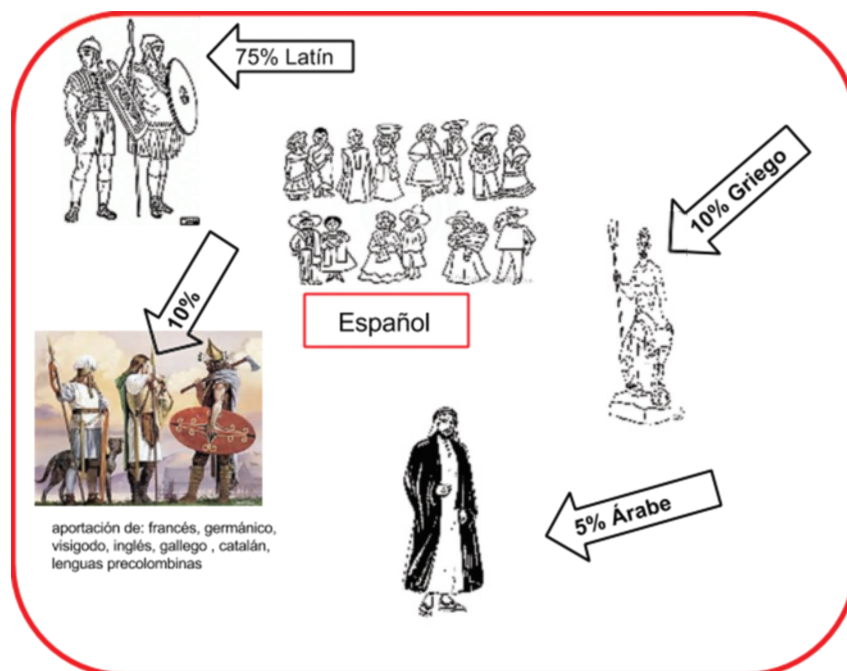 75% Latín
10% Griego
10%
Español
5% Árabe
aportación de: francés, germánico,
visigodo, inglés, gallego , catalán,
lenguas precolombinas